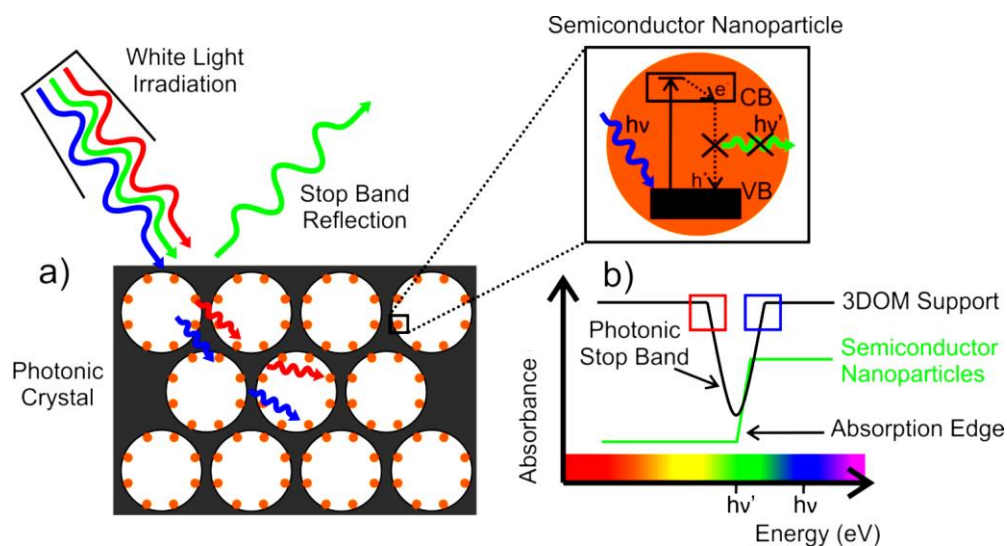 Semiconductor Nanoparticle
White Light
Irradiation
Stop Band
Reflection
hν
e⁻
CB
hγ'
h⁺
VB
a)
Photonic
Crystal
b)
3DOM Support
Photonic
Stop Band
Semiconductor
Nanoparticles
Absorption Edge
Absorbance
hν'
hν
Energy (eV)